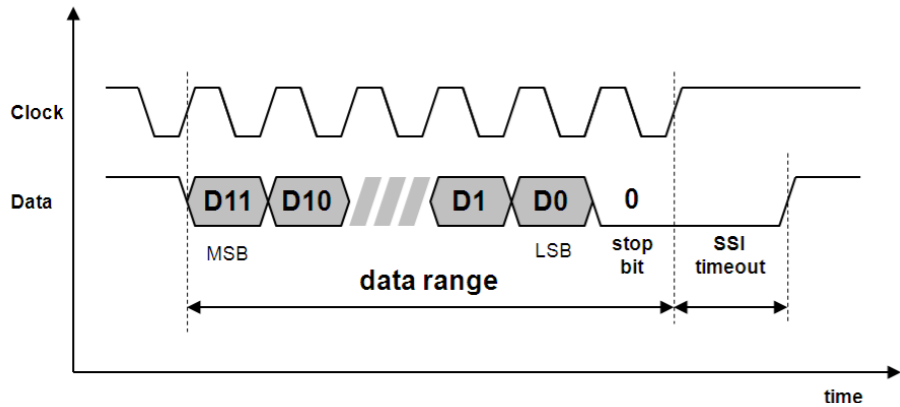 Clock
Data
D11
D10
D1
D0
0
MSB
LSB
stop
bit
SSI
timeout
data range
time